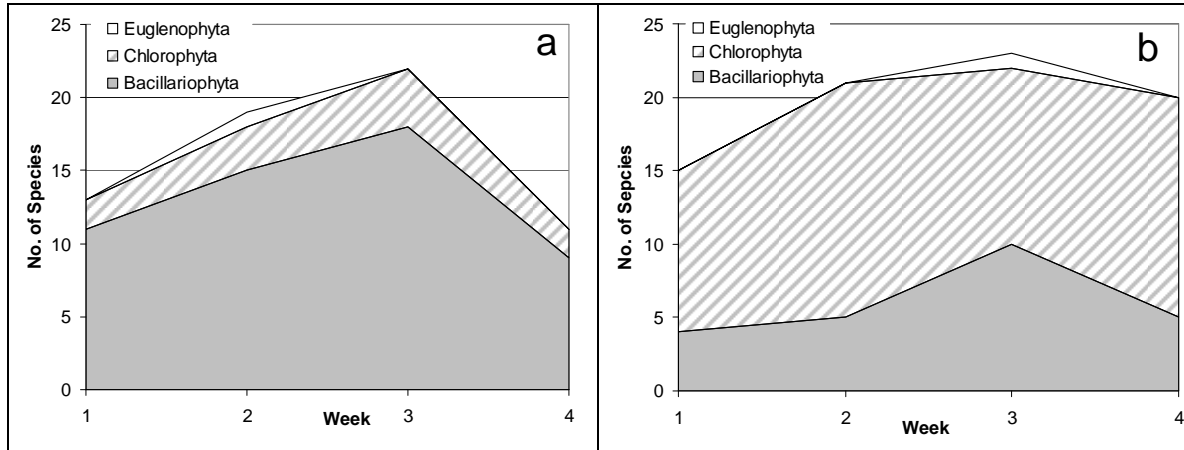 a
Euglenophyta
Chlorophyta
Bacillariophyta
No. of Species
25
20
15
10
5
0
1 2 3 4
Week
b
Euglenophyta
Chlorophyta
Bacillariophyta
No. of Sepcies
25
20
15
10
5
0
1 2 3 4
Week